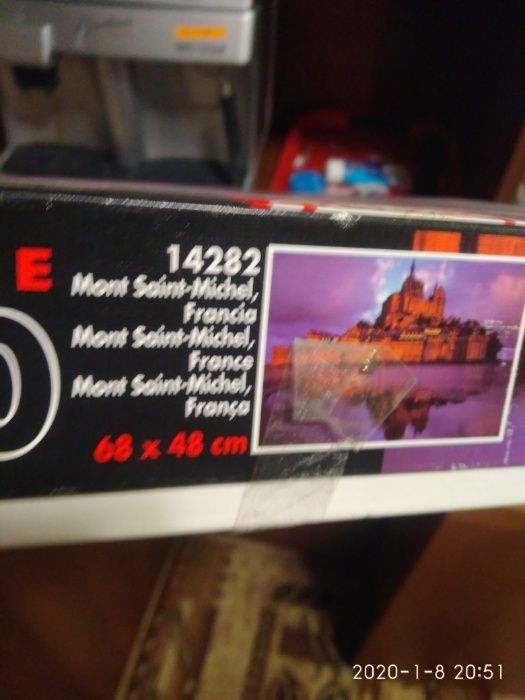 E
14282
Mont Saint-Michel,
Francia
Mont Saint-Michel,
France
Mont Saint-Michel,
França
68 x 48 cm
2020-1-8 20:51